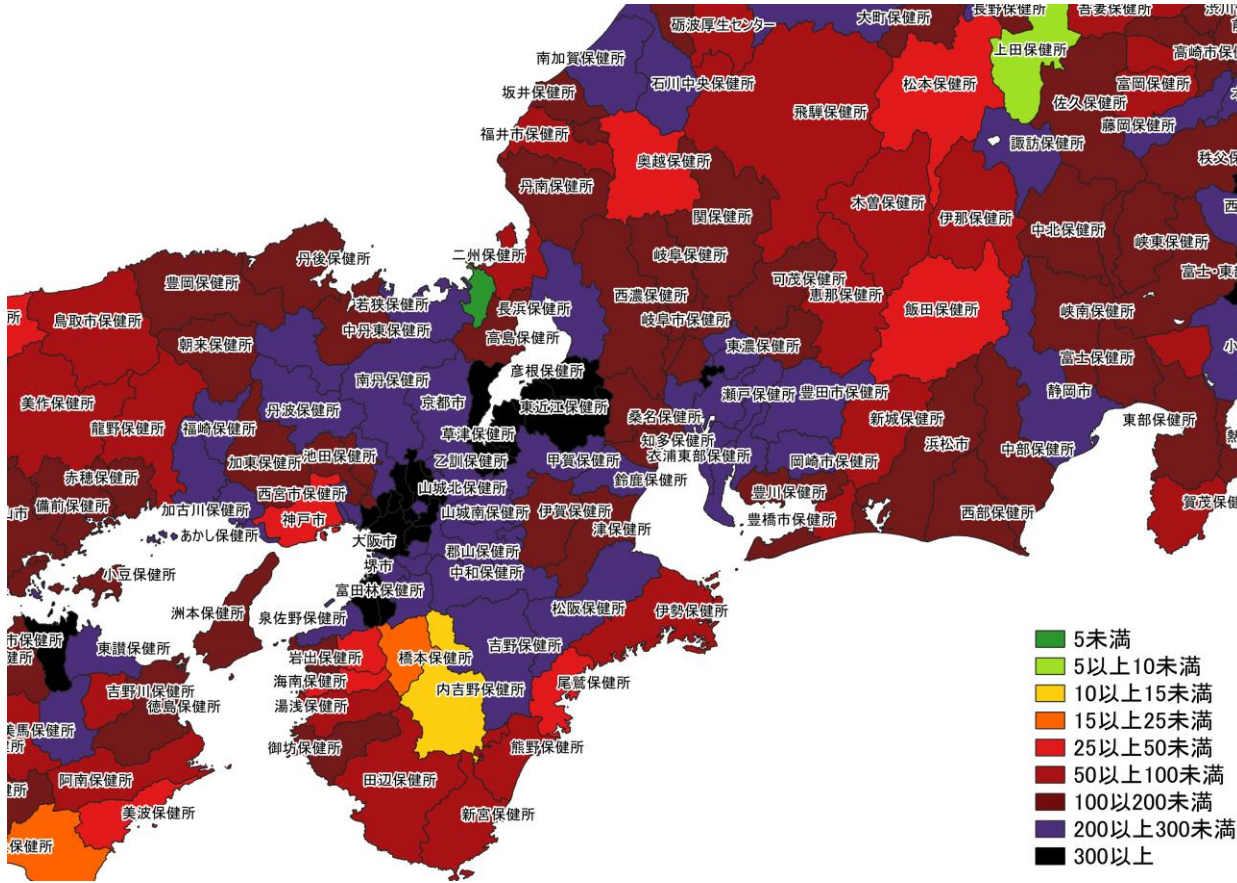 長野保健所
吾妻保健所
渋川
大町保健所
砺波厚生センター
上田保健所
高崎市保健
南加賀保健所
石川中央保健所
松本保健所
富岡保健所
坂井保健所
佐久保健所
飛騨保健所
藤岡保健所
福井市保健所
諏訪保健所
奥越保健所
秩父保
丹南保健所
木曽保健所
関保健所
伊那保健所
中北保健所
峡東保健所
丹後保健所
二州保健所
岐阜保健所
豊岡保健所
可茂保健所
富士・東部
若狭保健所
長浜保健所
西濃保健所
恵那保健所
飯田保健所
峡南保健所
鳥取市保健所
中丹東保健所
岐阜市保健所
高島保健所
朝来保健所
東濃保健所
富士保健所
彦根保健所
南丹保健所
瀬戸保健所
豊田市保健所
静岡市
美作保健所
京都市
東近江保健所
丹波保健所
桑名保健所
新城保健所
東部保健所
龍野保健所
福崎保健所
草津保健所
知多保健所
浜松市
池田保健所
乙訓保健所
甲賀保健所
衣浦東部保健所
岡崎市保健所
中部保健所
加東保健所
鈴鹿保健所
赤穂保健所
山城北保健所
西宮市保健所
豊川保健所
備前保健所
加古川保健所
神戸市
山城南保健所
伊賀保健所
西部保健所
賀茂保健
山市
あかし保健所
大阪市
津保健所
豊橋市保健所
郡山保健所
堺市
中和保健所
小豆保健所
富田林保健所
洲本保健所
松阪保健所
伊勢保健所
泉佐野保健所
市保健所
東讃保健所
吉野保健所
岩出保健所
橋本保健所
海南保健所
内吉野保健所
尾鷲保健所
吉野川保健所
徳島保健所
湯浅保健所
美馬保健所
御坊保健所
熊野保健所
阿南保健所
田辺保健所
美波保健所
新宮保健所
保健所
5未満
5以上10未満
10以上15未満
15以上25未満
25以上50未満
50以上100未満
100以200未満
200以上300未満
300以上